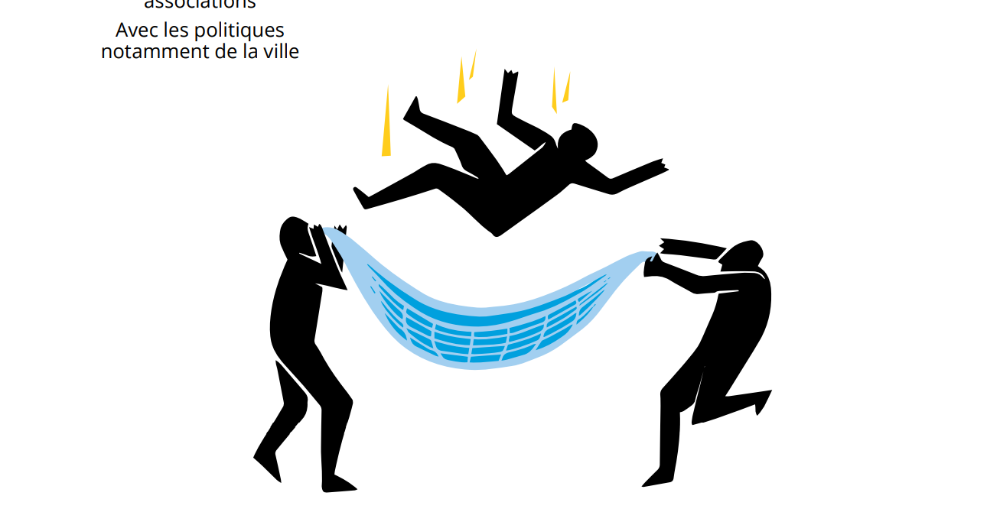 associations
Avec les politiques
notamment de la ville